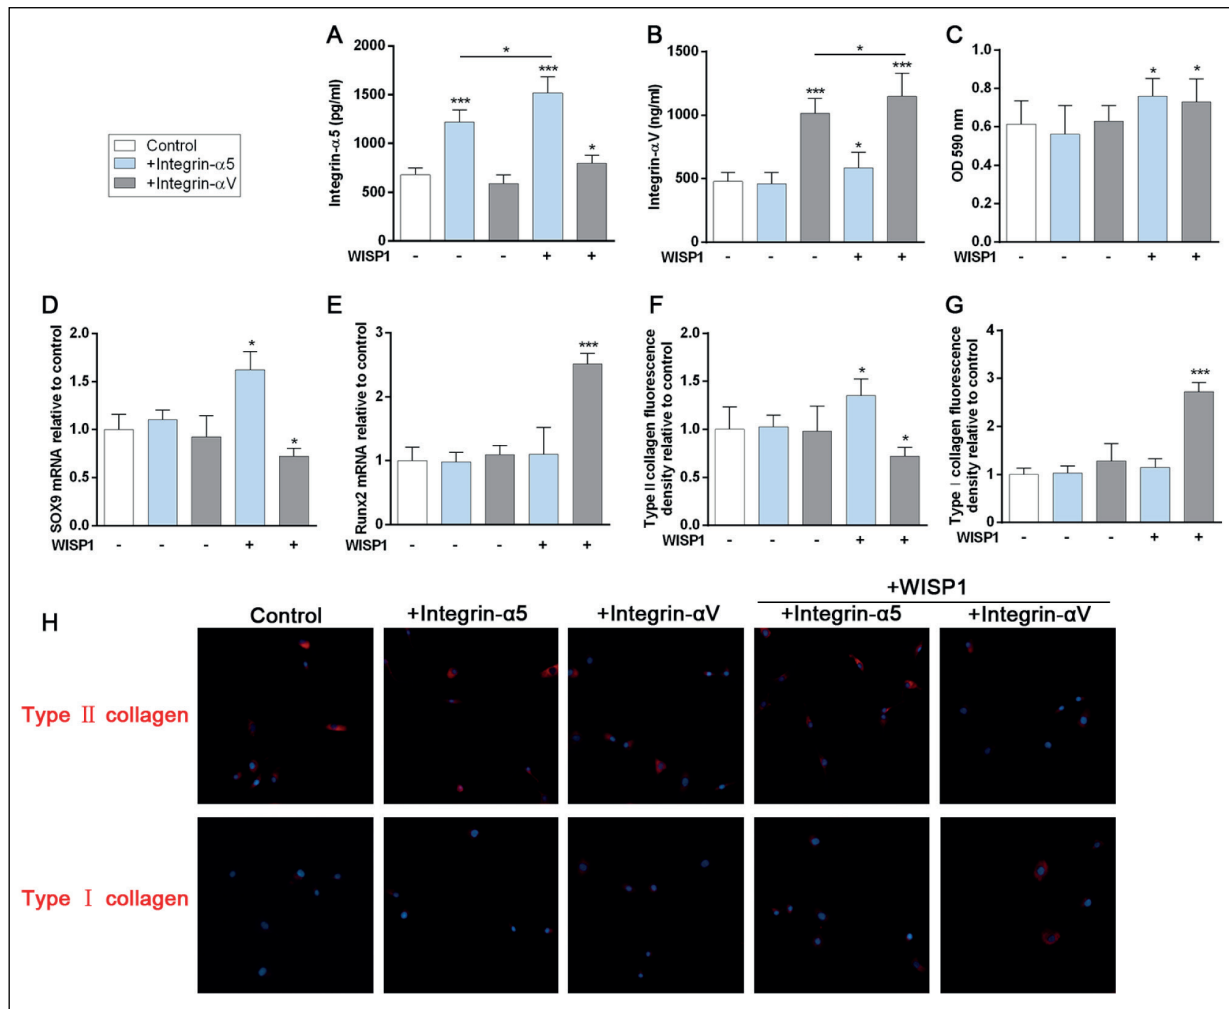 A
2000
1500
1000
500
0
Integrin-α5 (pg/ml)
***
*
***
*
WISP1 - - - + +
B
1500
1000
500
0
Integrin-αV (ng/ml)
***
*
*
***
WISP1 - - - + +
C
1.0
0.8
0.6
0.4
0.2
0.0
OD 590 nm
*
*
WISP1 - - - + +
Control
+Integrin-α5
+Integrin-αV
D
2.0
1.5
1.0
0.5
0.0
SOX9 mRNA relative to control
*
*
WISP1 - - - + +
E
3
2
1
0
Runx2 mRNA relative to control
***
WISP1 - - - + +
F
2.0
1.5
1.0
0.5
0.0
Type II collagen fluorescence
density relative to control
*
*
WISP1 - - - + +
G
4
3
2
1
0
Type Ⅰ collagen fluorescence
density relative to control
***
WISP1 - - - + +
H
+WISP1
Control +Integrin-α5 +Integrin-αV +Integrin-α5 +Integrin-αV
Type Ⅱ collagen
Type Ⅰ collagen